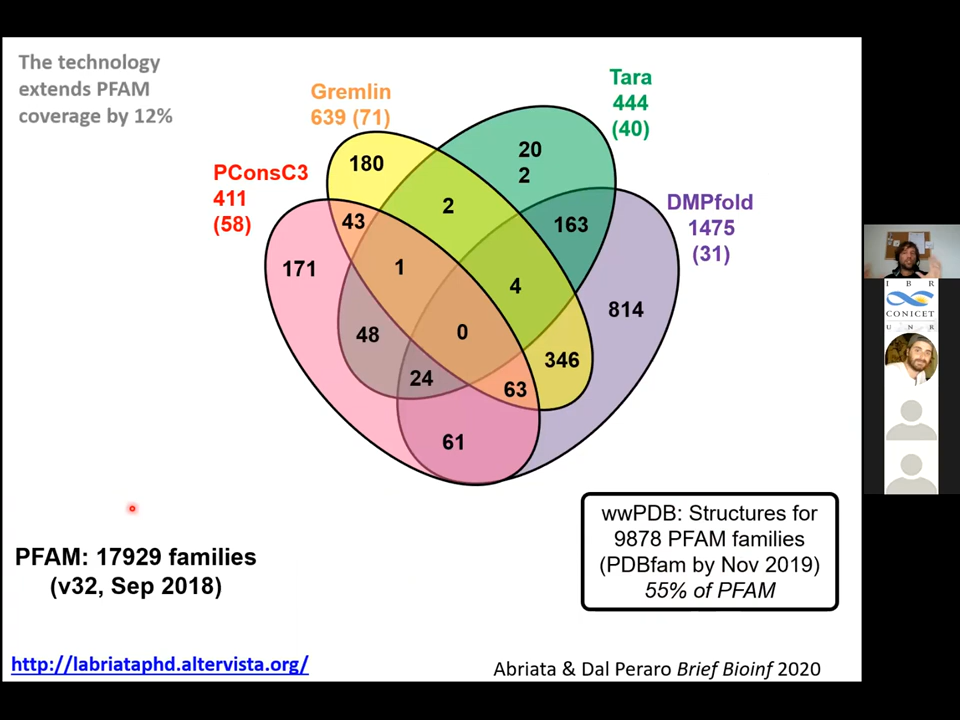 The technology
extends PFAM
coverage by 12%
Gremlin
639 (71)
Tara
444
(40)
PConsC3
411
(58)
DMPfold
1475
(31)
180
20
2
43
2
163
171
1
4
814
48
0
346
24
63
61
PFAM: 17929 families
(v32, Sep 2018)
wwPDB: Structures for
9878 PFAM families
(PDBfam by Nov 2019)
55% of PFAM
http://labriataphd.altervista.org/
Abriata & Dal Peraro Brief Bioinf 2020
I B R
CONICET
U N R